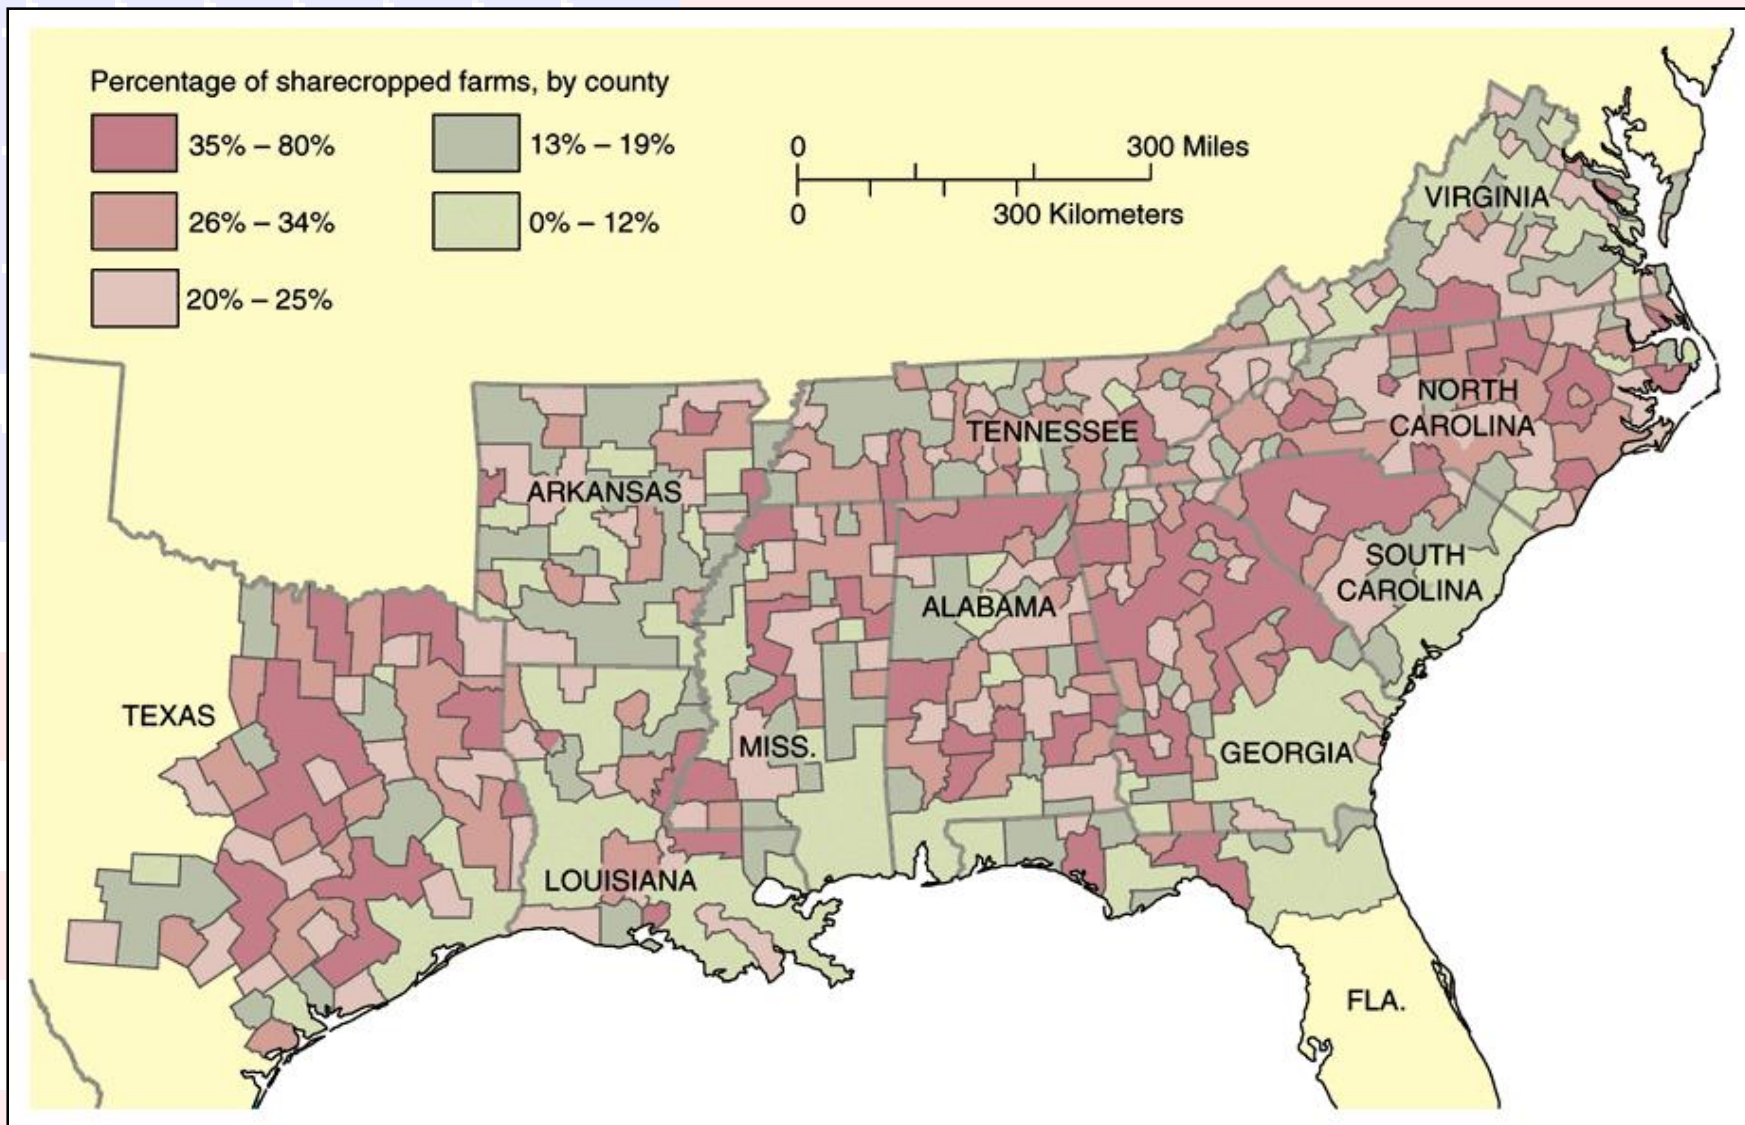 Percentage of sharecropped farms, by county
35% – 80%
13% – 19%
26% – 34%
0% – 12%
20% – 25%
0
300 Miles
0
300 Kilometers
VIRGINIA
NORTH
CAROLINA
TENNESSEE
ARKANSAS
SOUTH
CAROLINA
ALABAMA
TEXAS
MISS.
GEORGIA
LOUISIANA
FLA.